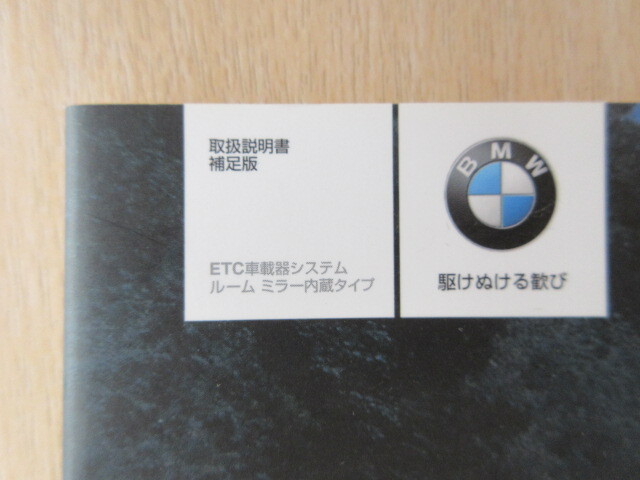 取扱説明書
補足版
ETC車載器システム
ルーム ミラー内蔵タイプ
BMW
駆けぬける歓び